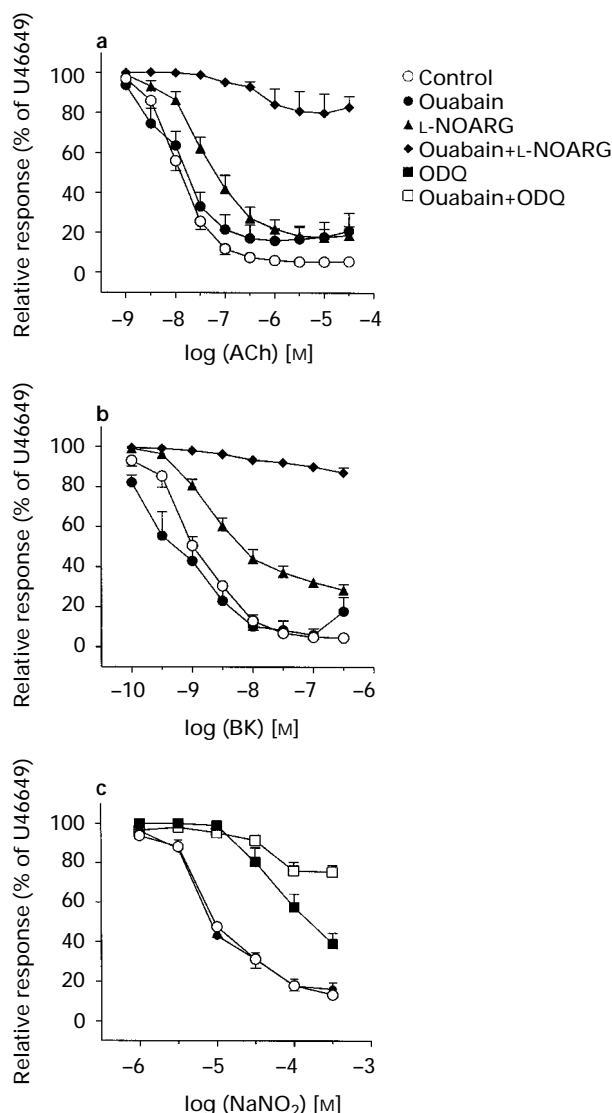 a
Relative response (% of U46649)
100
80
60
40
20
0
−9 −8 −7 −6 −5 −4
log (ACh) [M]
Control
Ouabain
L-NOARG
Ouabain+L-NOARG
ODQ
Ouabain+ODQ
b
Relative response (% of U46649)
100
80
60
40
20
0
−10 −9 −8 −7 −6
log (BK) [M]
c
Relative response (% of U46649)
100
80
60
40
20
0
−6 −5 −4 −3
log (NaNO₂) [M]